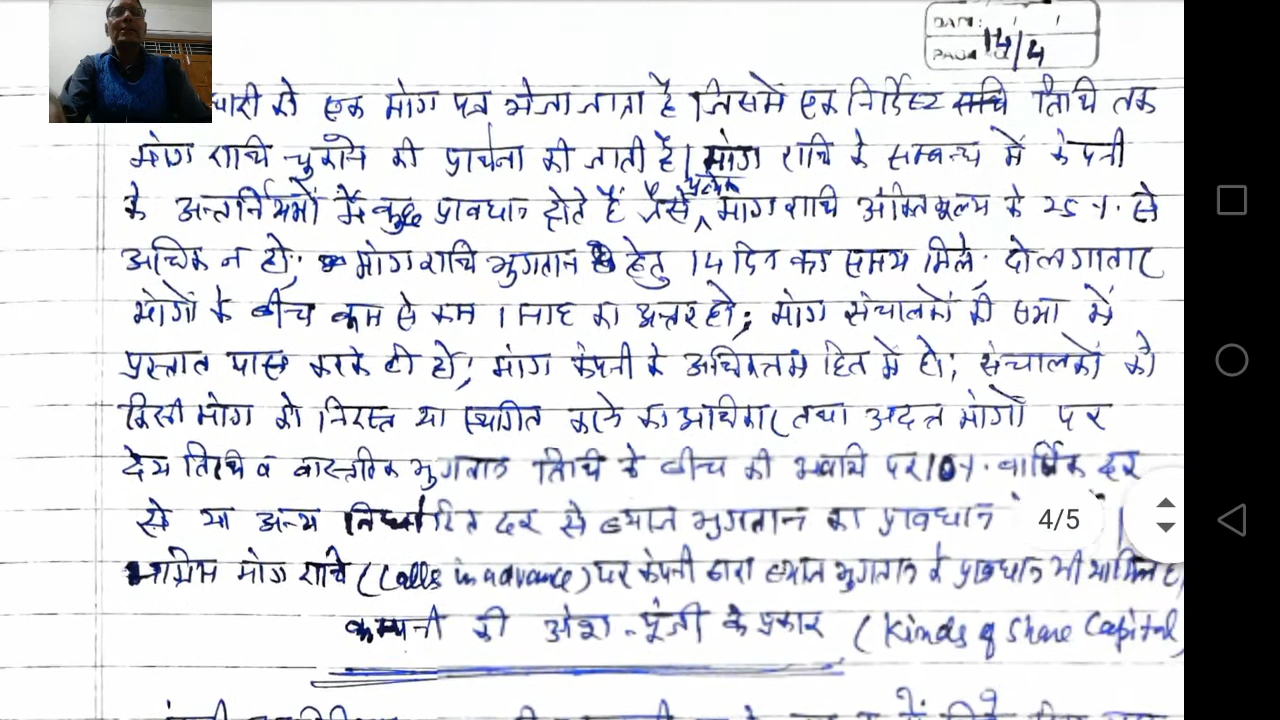 DATE: / /
PAGE 14/4
धारी को एक माँग पत्र भेजा जाता है जिसमें एक निर्दिष्ट तिथि तक
माँग राशि चुकाने की प्रार्थना की जाती है। माँग राशि के सम्बन्ध में कंपनी
के अन्तर्नियमों में कुछ प्रावधान होते हैं जैसे प्रत्येक माँग राशि अंकित मूल्य के 25%. से
अधिक न हो; माँग राशि भुगतान हेतु 14 दिन का समय मिले; दो लगातार
माँगों के बीच कम से कम 1 माह का अन्तर हो; माँग संचालकों की सभा में
प्रस्ताव पास करके ही हो; माँग कंपनी के अधिकतम हित में हो; संचालकों को
किसी माँग को निरस्त या स्थगित करने का अधिकार तथा अदत्त माँगों पर
देय तिथि व वास्तविक भुगतान तिथि के बीच की अवधि पर 10%. वार्षिक दर
से या अन्य निर्धारित दर से ब्याज भुगतान का प्रावधान
4/5
अग्रिम माँग राशि (Calls in advance) पर कंपनी द्वारा ब्याज भुगतान के प्रावधान भी शामिल है
कम्पनी की अंश-पूंजी के प्रकार (Kinds of Share Capital)